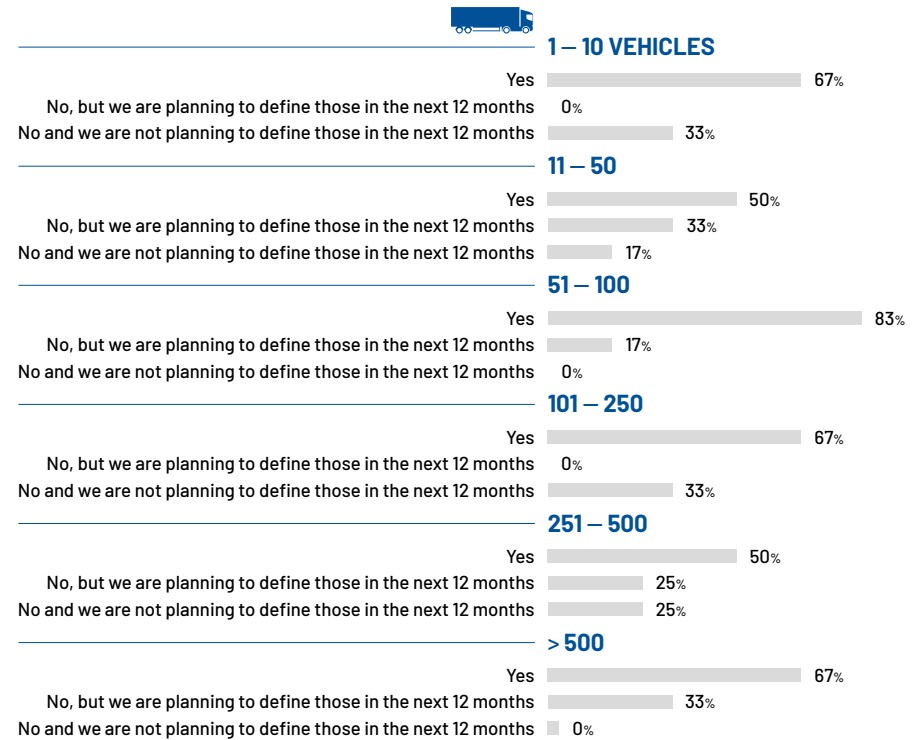 1 – 10 VEHICLES
Yes 67%
No, but we are planning to define those in the next 12 months 0%
No and we are not planning to define those in the next 12 months 33%
11 – 50
Yes 50%
No, but we are planning to define those in the next 12 months 33%
No and we are not planning to define those in the next 12 months 17%
51 – 100
Yes 83%
No, but we are planning to define those in the next 12 months 17%
No and we are not planning to define those in the next 12 months 0%
101 – 250
Yes 67%
No, but we are planning to define those in the next 12 months 0%
No and we are not planning to define those in the next 12 months 33%
251 – 500
Yes 50%
No, but we are planning to define those in the next 12 months 25%
No and we are not planning to define those in the next 12 months 25%
> 500
Yes 67%
No, but we are planning to define those in the next 12 months 33%
No and we are not planning to define those in the next 12 months 0%